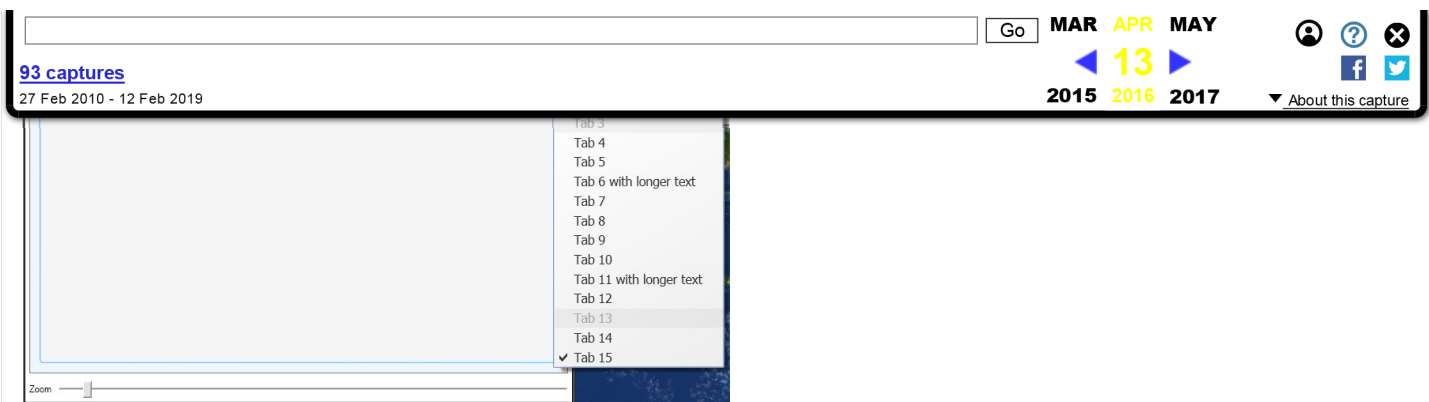 Go MAR APR MAY
93 captures
13
27 Feb 2010 - 12 Feb 2019
2015 2016 2017
About this capture
Tab 3
Tab 4
Tab 5
Tab 6 with longer text
Tab 7
Tab 8
Tab 9
Tab 10
Tab 11 with longer text
Tab 12
Tab 13
Tab 14
Tab 15
Zoom